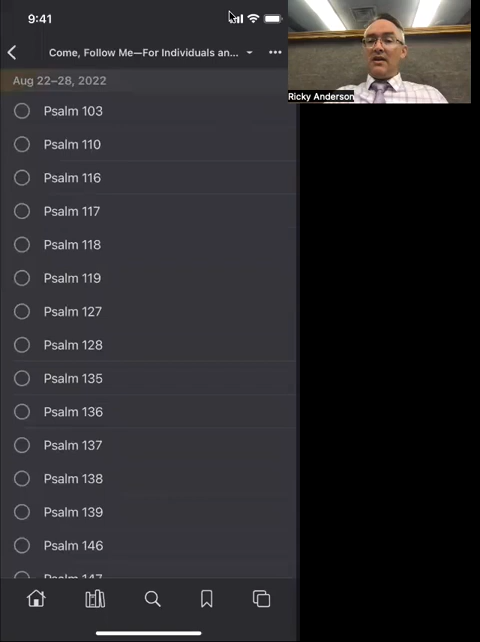 9:41
Come, Follow Me—For Individuals an...
Ricky Anderson
Aug 22–28, 2022
Psalm 103
Psalm 110
Psalm 116
Psalm 117
Psalm 118
Psalm 119
Psalm 127
Psalm 128
Psalm 135
Psalm 136
Psalm 137
Psalm 138
Psalm 139
Psalm 146
Psalm 147